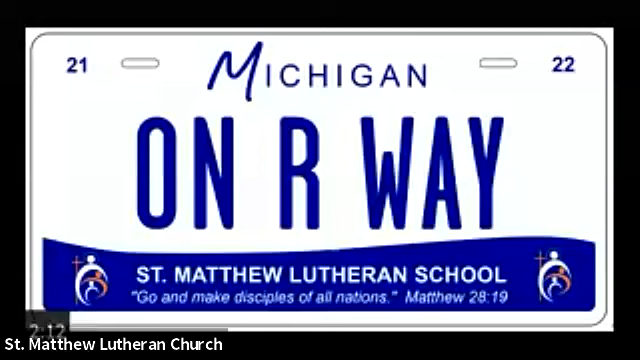 21 MICHIGAN 22
ON R WAY
ST. MATTHEW LUTHERAN SCHOOL
"Go and make disciples of all nations." Matthew 28:19
2:12
St. Matthew Lutheran Church